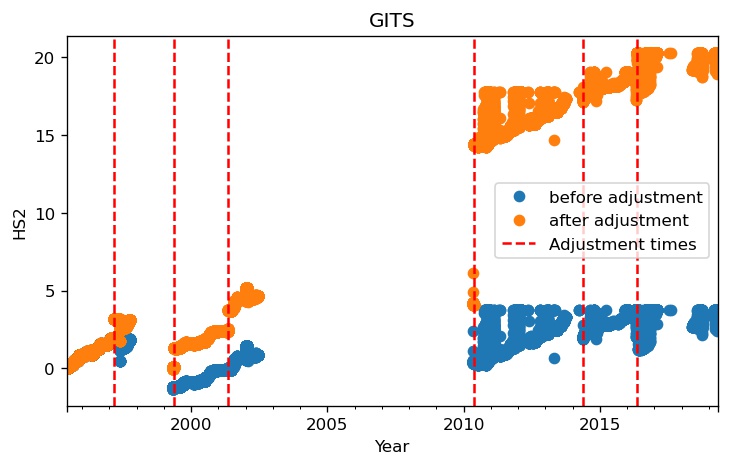 GITS
HS2
20
15
10
5
0
before adjustment
after adjustment
Adjustment times
2000
2005
2010
2015
Year